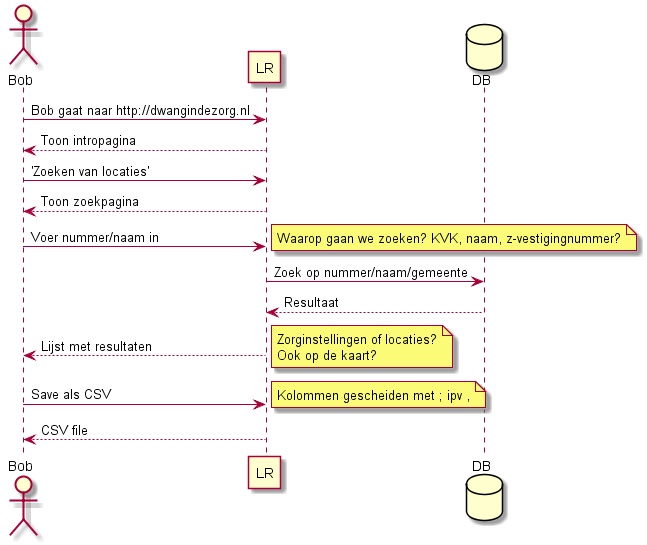 Bob
LR
DB
Bob gaat naar http://dwangindezorg.nl
Toon intropagina
'Zoeken van locaties'
Toon zoekpagina
Voer nummer/naam in
Waarop gaan we zoeken? KVK, naam, z-vestigingnummer?
Zoek op nummer/naam/gemeente
Resultaat
Lijst met resultaten
Zorginstellingen of locaties?
Ook op de kaart?
Save als CSV
Kolommen gescheiden met ; ipv ,
CSV file
Bob
LR
DB